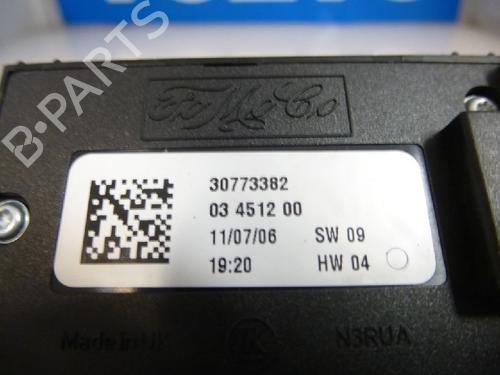 FoMoCo
30773382
03 4512 00
11/07/06 SW 09
19:20 HW 04
Made in UK
N3RUA
B-PARTS